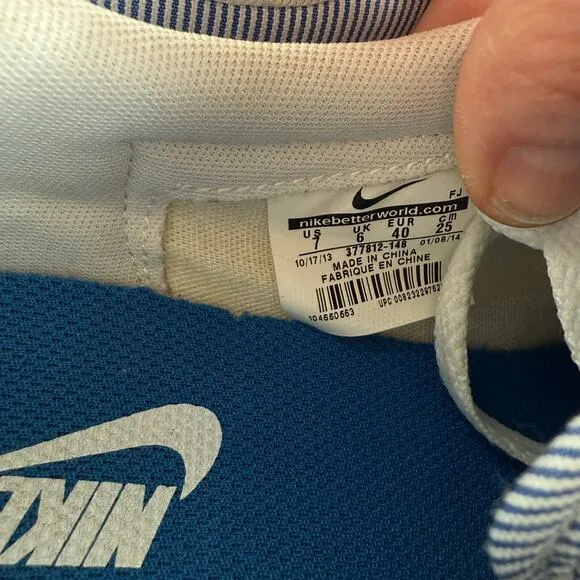 FJ
nikebetterworld.com
US UK EUR cm
7 6 40 25
10/17/13 377812-148 01/08/14
MADE IN CHINA
FABRIQUE EN CHINE
UPC 00823229762
104650563
NIKE